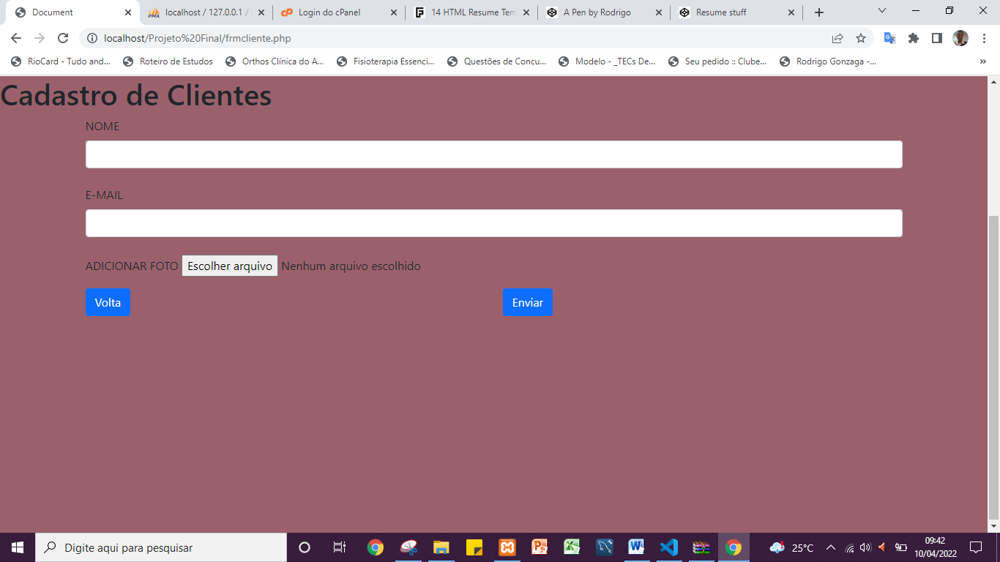 Document
localhost / 127.0.0.1 /
Login do cPanel
14 HTML Resume Tem
A Pen by Rodrigo
Resume stuff
localhost/Projeto%20Final/frmcliente.php
RioCard - Tudo and...
Roteiro de Estudos
Orthos Clínica do A...
Fisioterapia Essenci...
Questões de Concu...
Modelo - _TECs De...
Seu pedido :: Clube...
Rodrigo Gonzaga -...
»
Cadastro de Clientes
NOME
E-MAIL
ADICIONAR FOTO Escolher arquivo Nenhum arquivo escolhido
Volta
Enviar
Digite aqui para pesquisar
25°C
09:42
10/04/2022